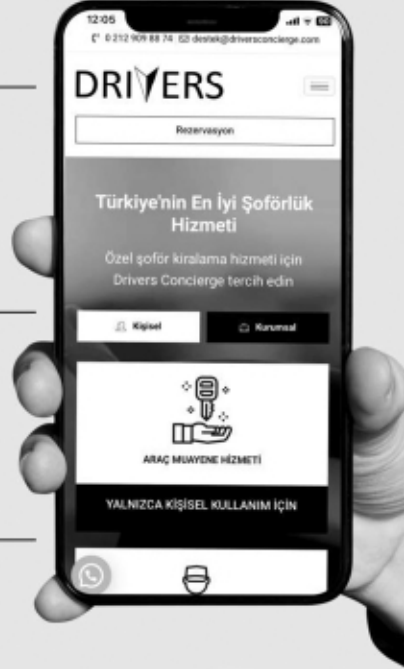 12:05
0 212 909 88 74 destek@driversconcierge.com
DRIVERS
Rezervasyon
Türkiye'nin En İyi Şoförlük
Hizmeti
Özel şoför kiralama hizmeti için
Drivers Concierge tercih edin
Kişisel
Kurumsal
ARAÇ MUAYENE HİZMETİ
YALNIZCA KİŞİSEL KULLANIM İÇİN